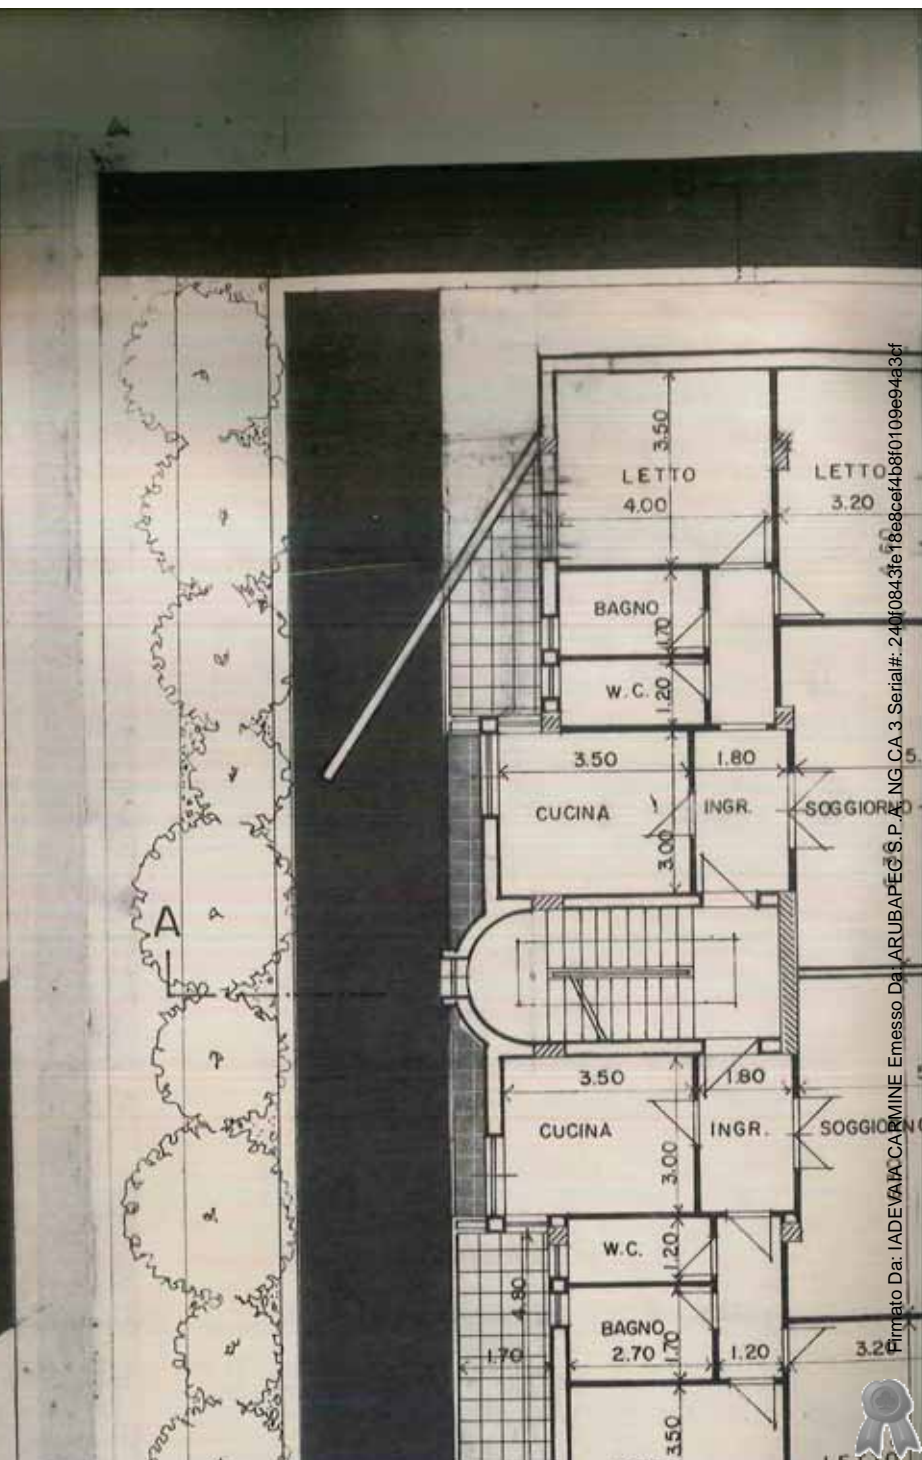 3.50
LETTO
4.00
LETTO
3.20
BAGNO
1.70
W.C.
1.20
3.50
1.80
CUCINA
INGR.
SOGGIORNO
3.00
A
3.50
1.80
CUCINA
INGR.
SOGGIORNO
3.00
W.C.
1.20
4.80
BAGNO
1.70
1.70
2.70
1.20
3.20
3.50
Firmato Da: IADEVAIA CARMINE Emesso Da: ARUBAPEC S.P.A. NG CA 3 Serial#: 240f0843fe18e8cef4b8f0109e94a3cf